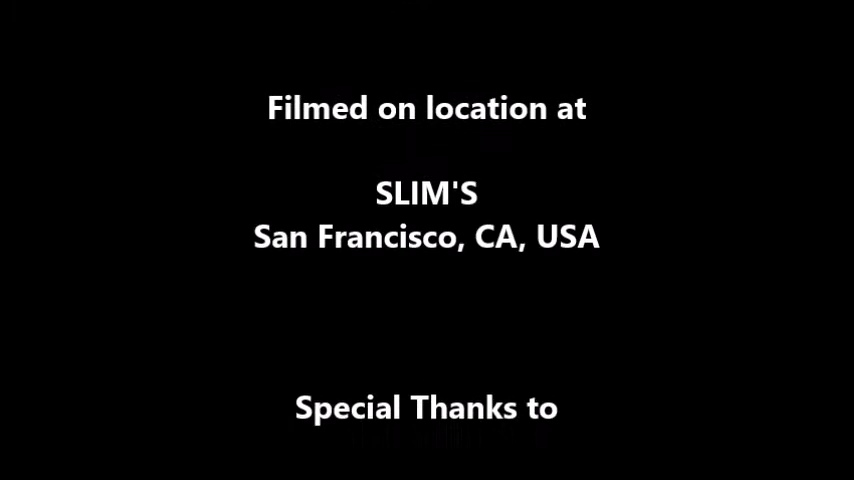 Filmed on location at
SLIM'S
San Francisco, CA, USA
Special Thanks to